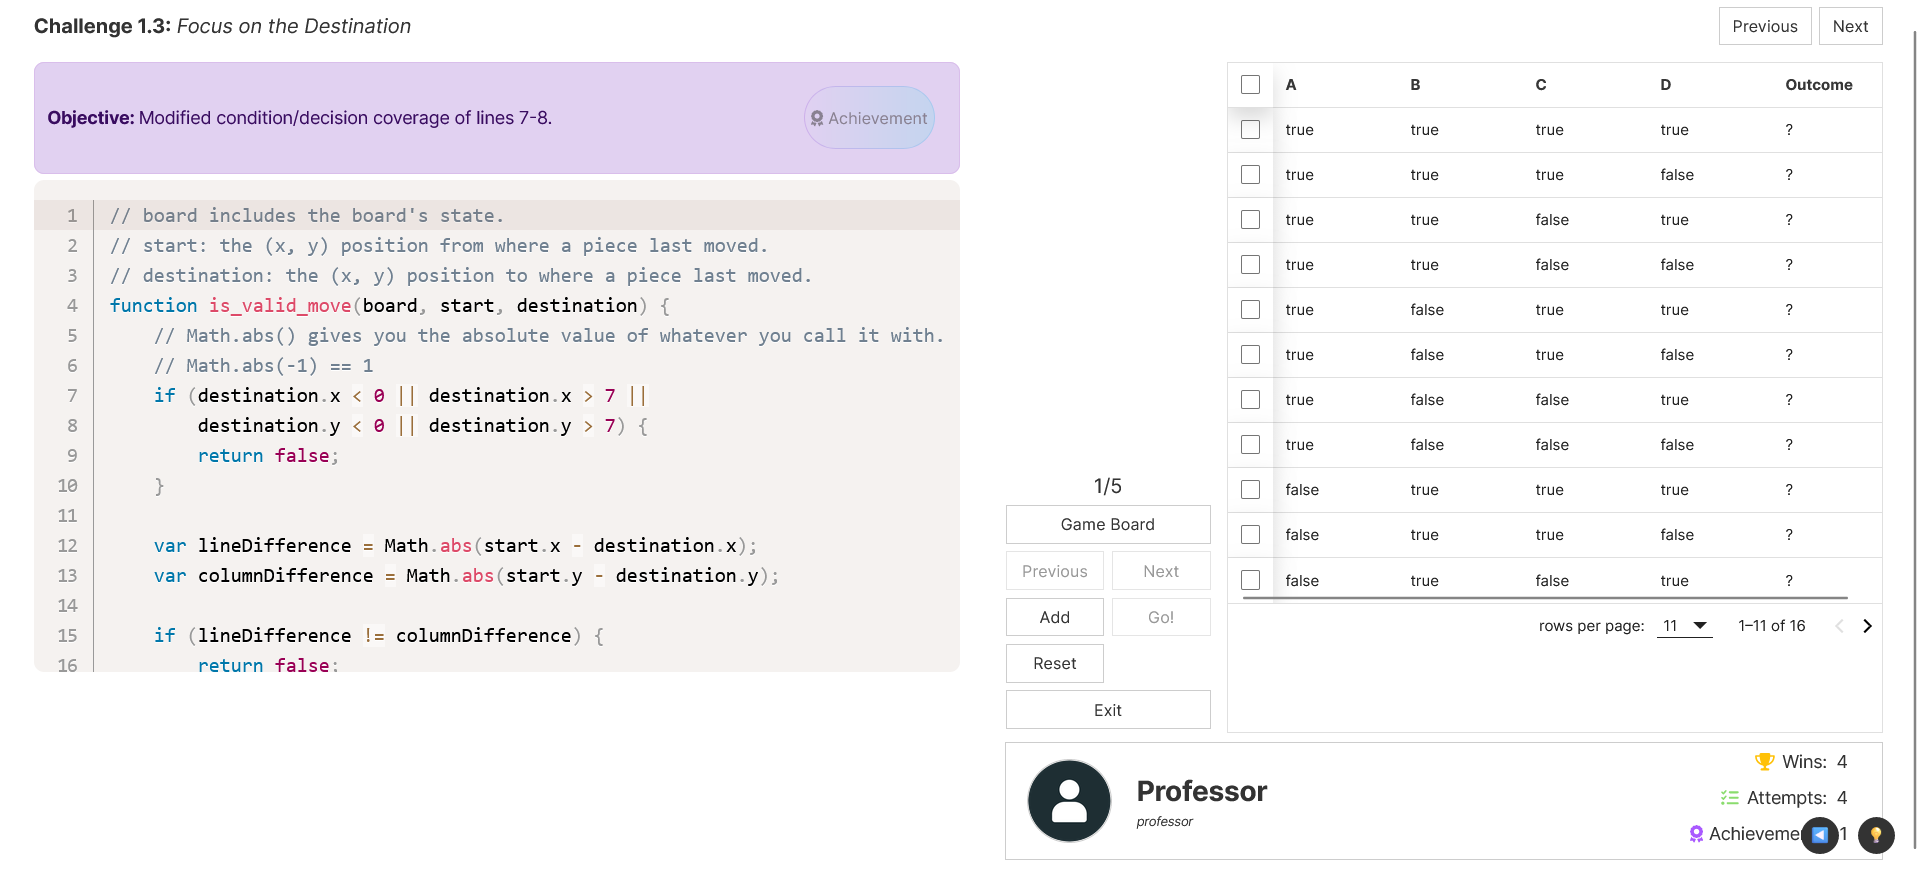 Challenge 1.3: Focus on the Destination
Previous Next
Objective: Modified condition/decision coverage of lines 7-8.
Achievement
1 // board includes the board's state.
2 // start: the (x, y) position from where a piece last moved.
3 // destination: the (x, y) position to where a piece last moved.
4 function is_valid_move(board, start, destination) {
5 // Math.abs() gives you the absolute value of whatever you call it with.
6 // Math.abs(-1) == 1
7 if (destination.x < 0 || destination.x > 7 ||
8 destination.y < 0 || destination.y > 7) {
9 return false;
10 }
11
12 var lineDifference = Math.abs(start.x - destination.x);
13 var columnDifference = Math.abs(start.y - destination.y);
14
15 if (lineDifference != columnDifference) {
16 return false;
1/5
Game Board
Previous Next
Add Go!
Reset
Exit
A B C D Outcome
true true true true ?
true true true false ?
true true false true ?
true true false false ?
true false true true ?
true false true false ?
true false false true ?
true false false false ?
false true true true ?
false true true false ?
false true false true ?
rows per page: 11 1–11 of 16
Professor
professor
Wins: 4
Attempts: 4
Achieveme 1